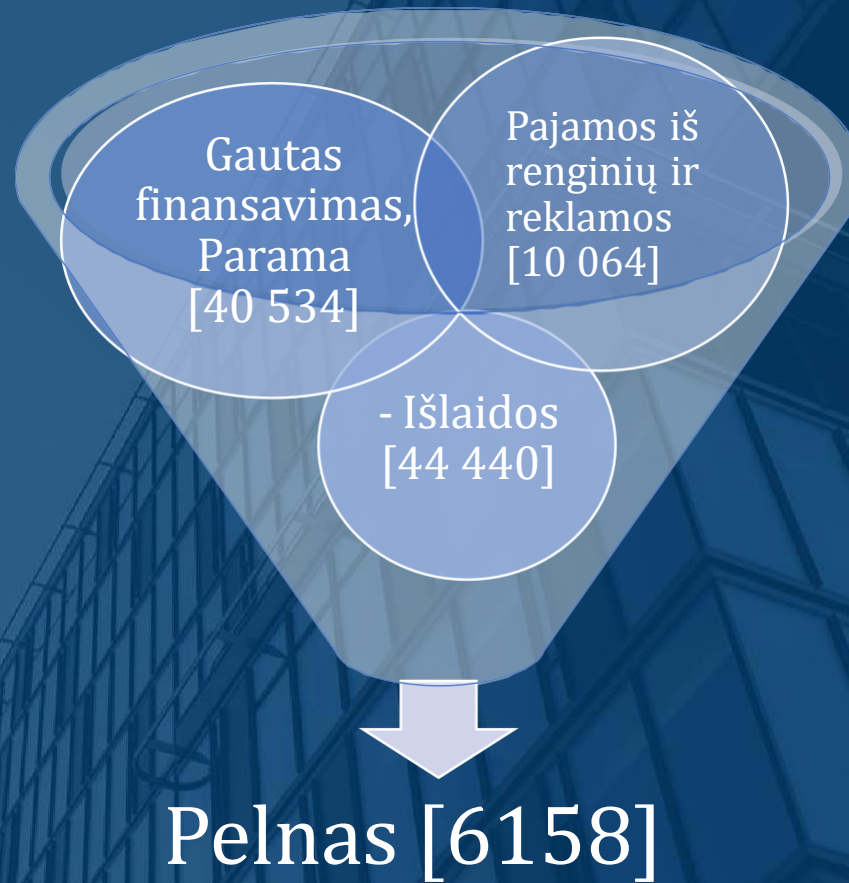 Gautas
finansavimas,
Parama
[40 534]
Pajamos iš
renginių ir
reklamos
[10 064]
- Išlaidos
[44 440]
Pelnas [6158]